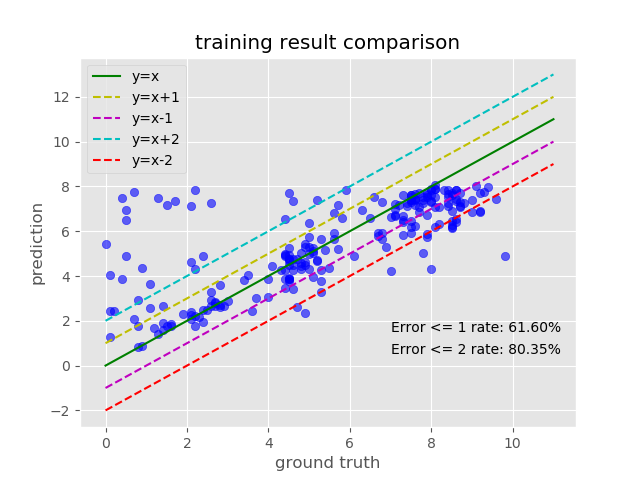 training result comparison
y=x
y=x+1
y=x-1
y=x+2
y=x-2
12
10
8
6
4
2
0
−2
prediction
Error <= 1 rate: 61.60%
Error <= 2 rate: 80.35%
0 2 4 6 8 10
ground truth